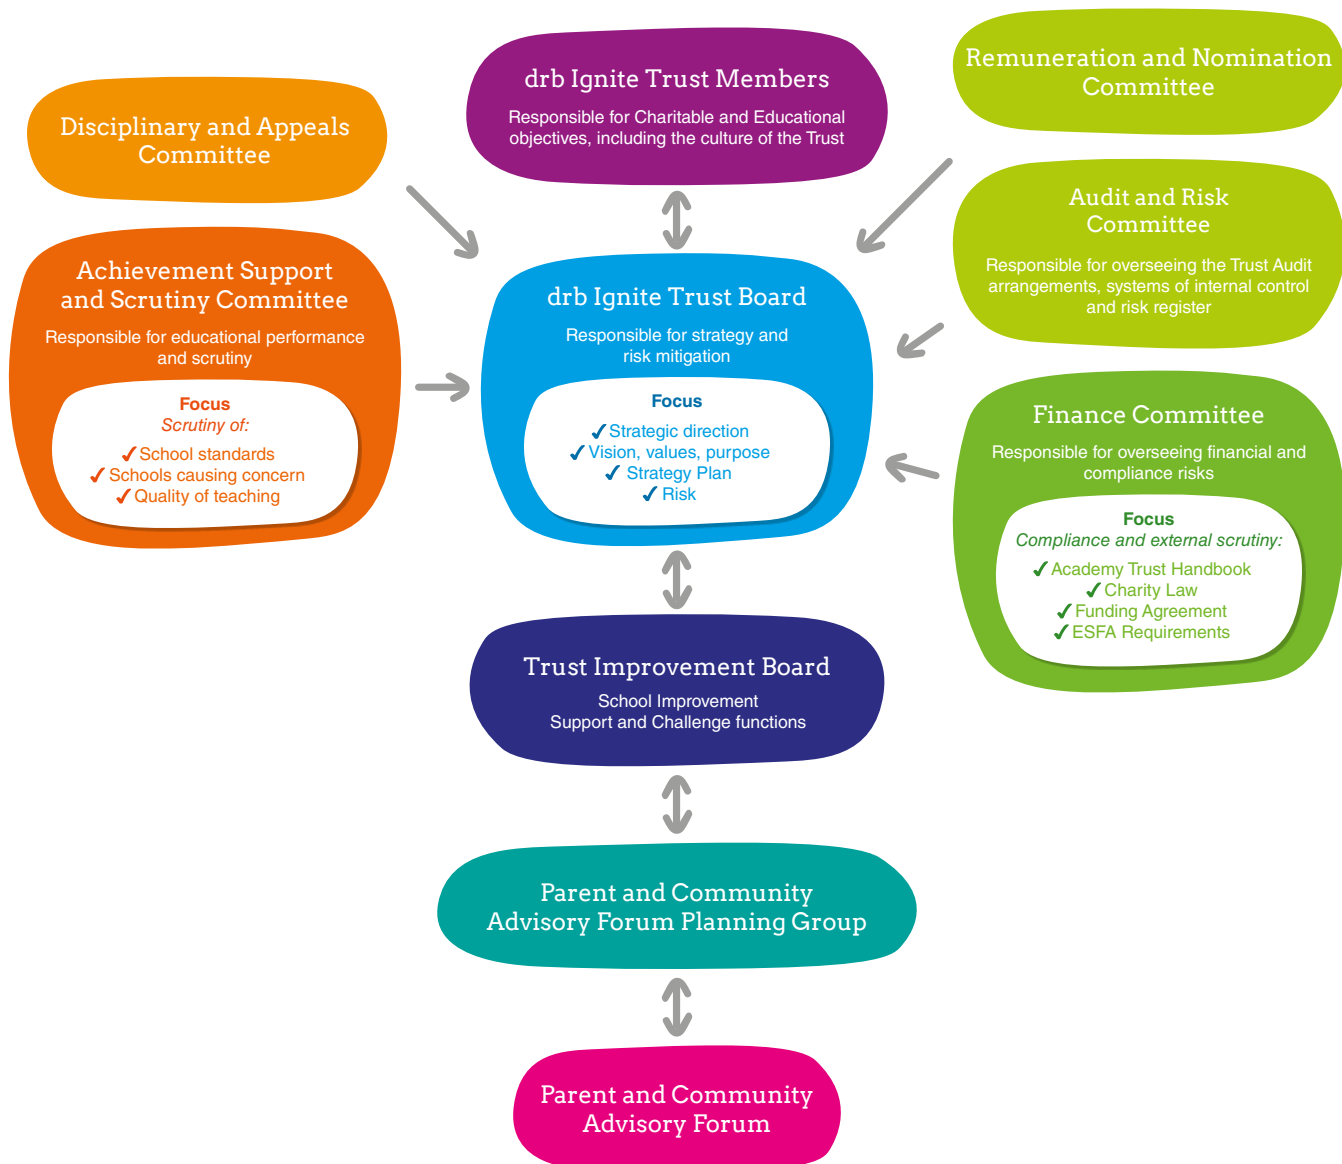 drb Ignite Trust Members
Responsible for Charitable and Educational
objectives, including the culture of the Trust
Remuneration and Nomination
Committee
Disciplinary and Appeals
Committee
Audit and Risk
Committee
Responsible for overseeing the Trust Audit
arrangements, systems of internal control
and risk register
Achievement Support
and Scrutiny Committee
Responsible for educational performance
and scrutiny
Focus
Scrutiny of:
✓School standards
✓Schools causing concern
✓Quality of teaching
drb Ignite Trust Board
Responsible for strategy and
risk mitigation
Focus
✓Strategic direction
✓Vision, values, purpose
✓Strategy Plan
✓Risk
Finance Committee
Responsible for overseeing financial and
compliance risks
Focus
Compliance and external scrutiny:
✓Academy Trust Handbook
✓Charity Law
✓Funding Agreement
✓ESFA Requirements
Trust Improvement Board
School Improvement
Support and Challenge functions
Parent and Community
Advisory Forum Planning Group
Parent and Community
Advisory Forum